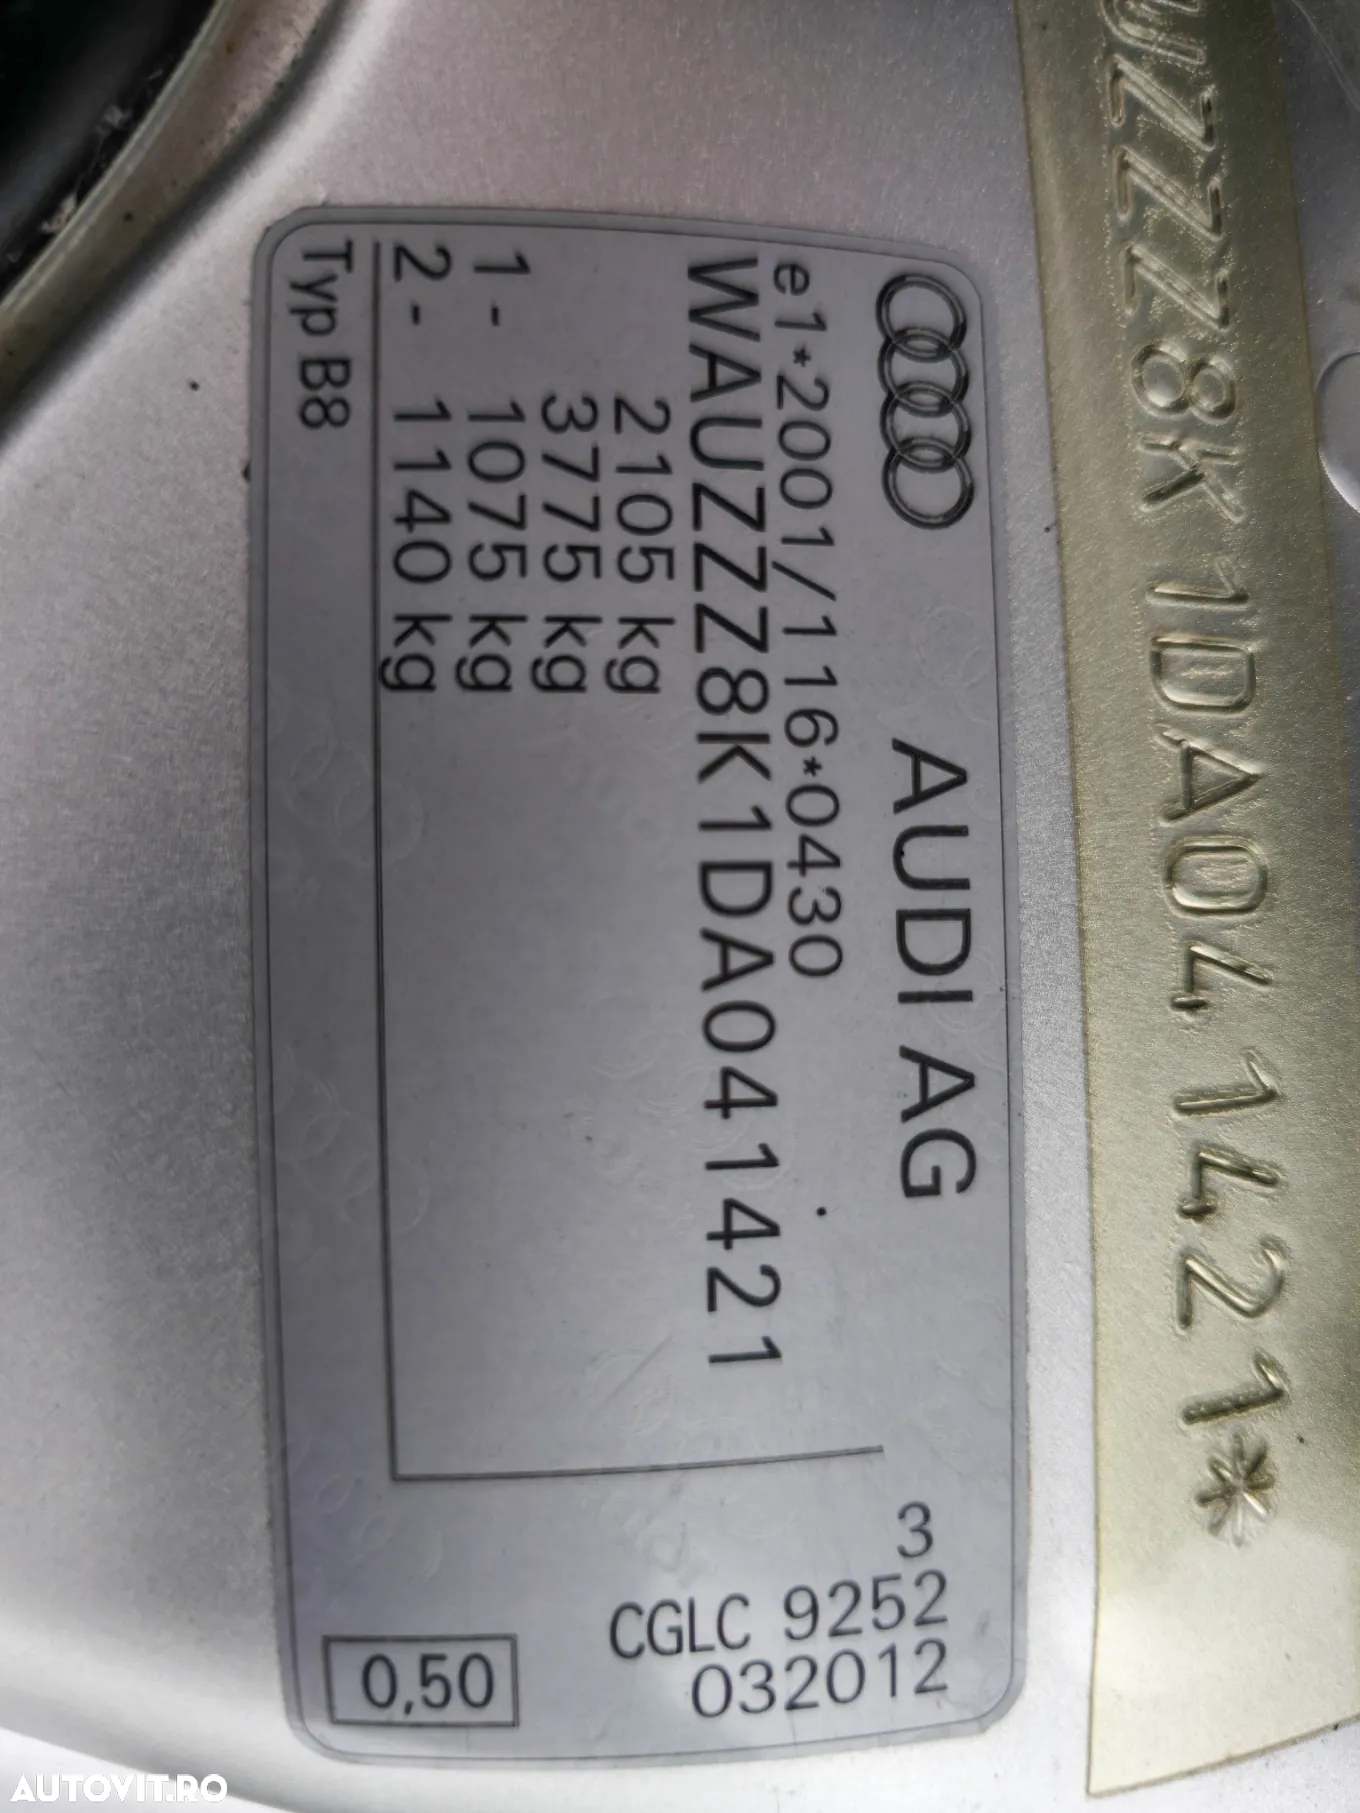 *WAUZZZ8K1DA041421*
AUDI AG
e1*2001/116*0430
WAUZZZ8K1DA041421
2105 kg
3775 kg
1- 1075 kg
2- 1140 kg
Typ B8
3
CGLC 9252
032012
0,50
AUTOVIT.RO